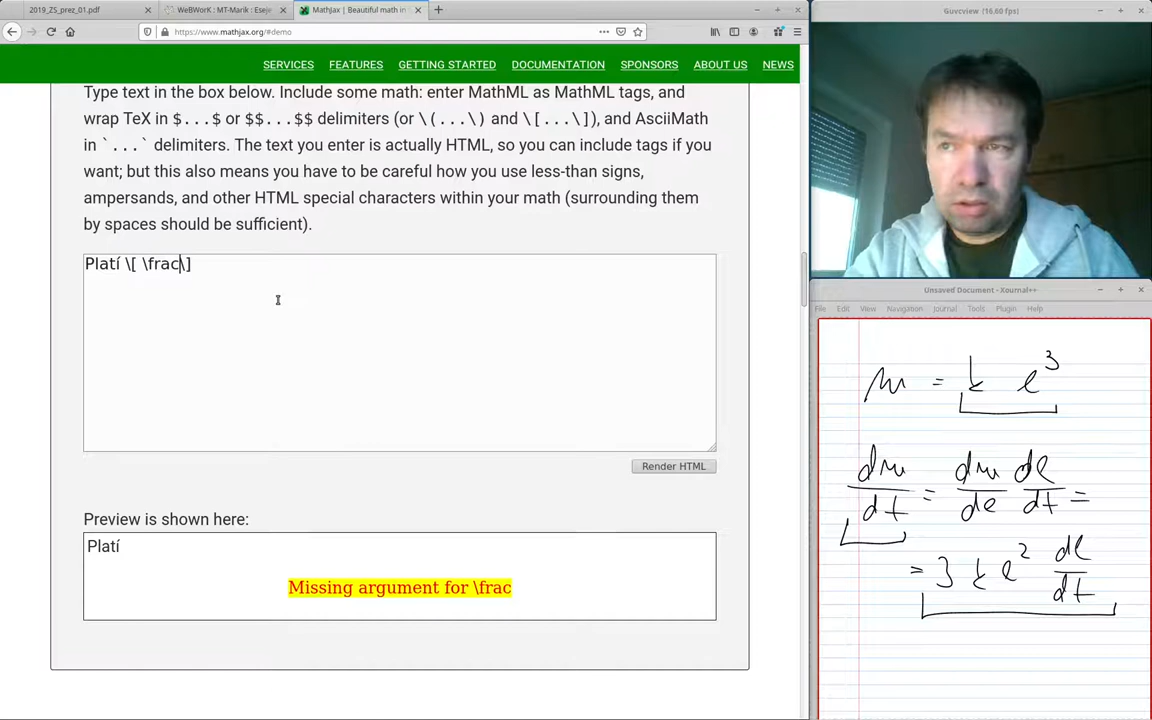 2019_ZS_prez_01.pdf
WeBWorK : MT-Marik : Eseje
MathJax | Beautiful math in
Guvcview (16.60 fps)
https://www.mathjax.org/#demo
SERVICES FEATURES GETTING STARTED DOCUMENTATION SPONSORS ABOUT US NEWS
Type text in the box below. Include some math: enter MathML as MathML tags, and
wrap TeX in $...$ or $$...$$ delimiters (or \(...\) and \[...\]), and AsciiMath
in `...` delimiters. The text you enter is actually HTML, so you can include tags if you
want; but this also means you have to be careful how you use less-than signs,
ampersands, and other HTML special characters within your math (surrounding them
by spaces should be sufficient).
Platí \[ \frac\]
Render HTML
Preview is shown here:
Platí
Missing argument for \frac
Unsaved Document - Xournal++
File Edit View Navigation Journal Tools Plugin Help
m = k l^3
dm/dt = dm/dl dl/dt =
= 3 k l^2 dl/dt